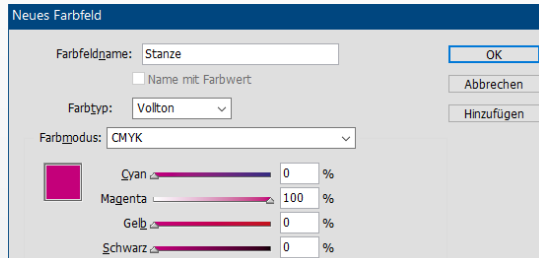 Neues Farbfeld
Farbfeldname: Stanze
OK
Name mit Farbwert
Abbrechen
Farbtyp: Vollton
Hinzufügen
Farbmodus: CMYK
Cyan 0 %
Magenta 100 %
Gelb 0 %
Schwarz 0 %